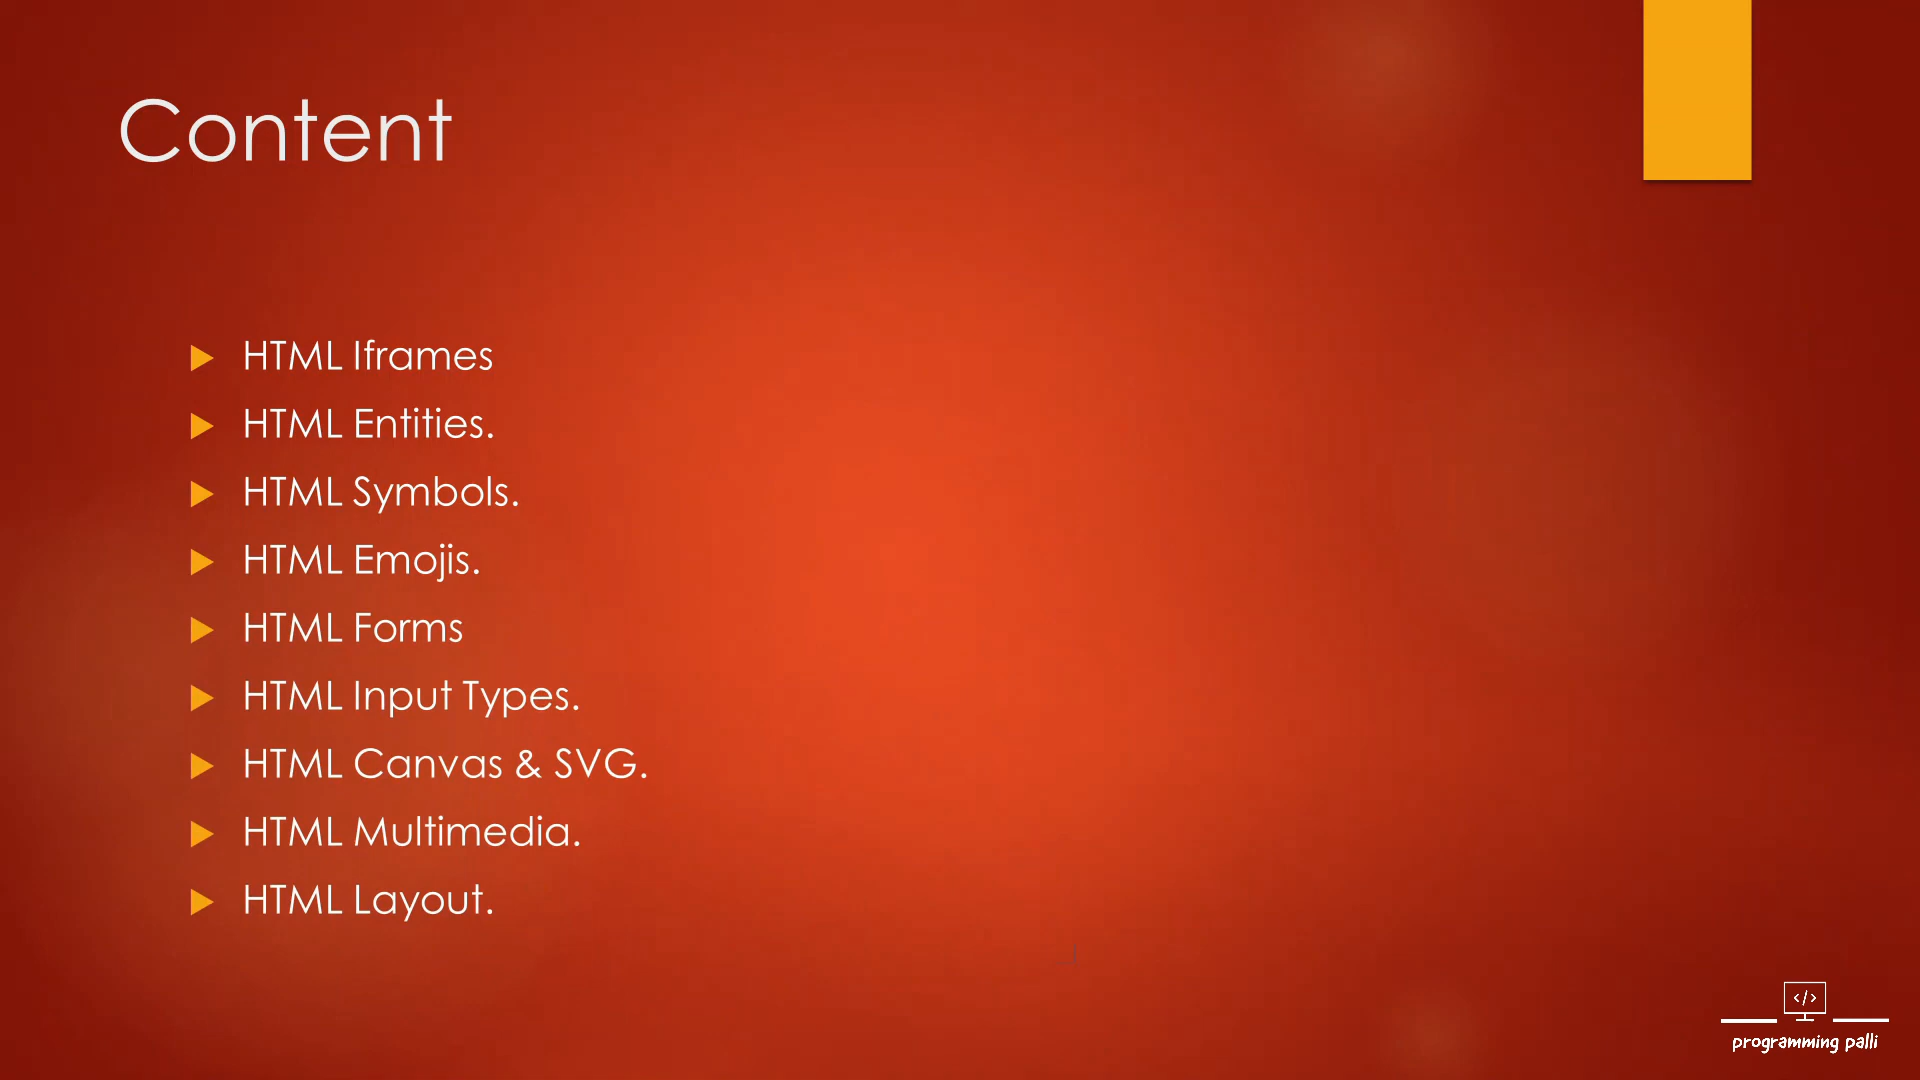 Content
HTML Iframes
HTML Entities.
HTML Symbols.
HTML Emojis.
HTML Forms
HTML Input Types.
HTML Canvas & SVG.
HTML Multimedia.
HTML Layout.
</>
programming palli